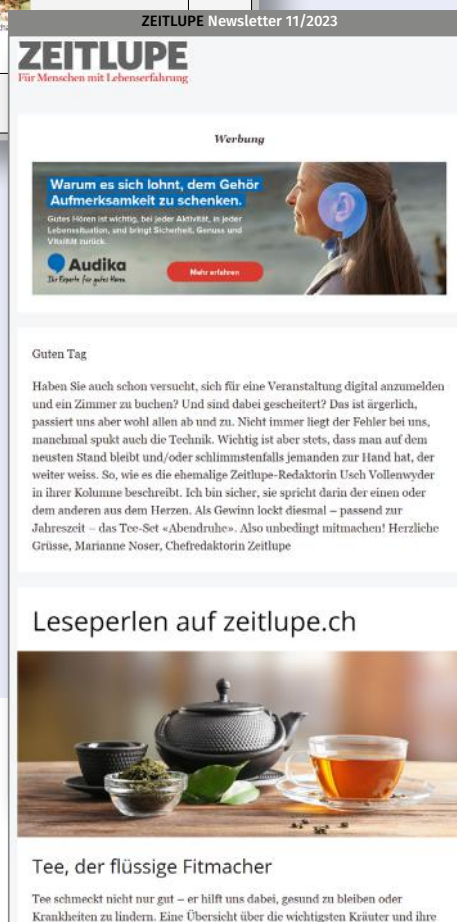 ZEITLUPE Newsletter 11/2023
ZEITLUPE
Für Menschen mit Lebenserfahrung
Werbung
Warum es sich lohnt, dem Gehör
Aufmerksamkeit zu schenken.
Gutes Hören ist wichtig, bei jeder Aktivität, in jeder
Lebenssituation, und bringt Sicherheit, Genuss und
Vitalität zurück.
Audika
Ihr Experte für gutes Hören.
Mehr erfahren
Guten Tag
Haben Sie auch schon versucht, sich für eine Veranstaltung digital anzumelden
und ein Zimmer zu buchen? Und sind dabei gescheitert? Das ist ärgerlich,
passiert uns aber wohl allen ab und zu. Nicht immer liegt der Fehler bei uns,
manchmal spukt auch die Technik. Wichtig ist aber stets, dass man auf dem
neusten Stand bleibt und/oder schlimmstenfalls jemanden zur Hand hat, der
weiter weiss. So, wie es die ehemalige Zeitlupe-Redaktorin Usch Vollenwyder
in ihrer Kolumne beschreibt. Ich bin sicher, sie spricht darin der einen oder
dem anderen aus dem Herzen. Als Gewinn lockt diesmal – passend zur
Jahreszeit – das Tee-Set «Abendruhe». Also unbedingt mitmachen! Herzliche
Grüsse, Marianne Noser, Chefredaktorin Zeitlupe
Leseperlen auf zeitlupe.ch
Tee, der flüssige Fitmacher
Tee schmeckt nicht nur gut – er hilft uns dabei, gesund zu bleiben oder
Krankheiten zu lindern. Eine Übersicht über die wichtigsten Kräuter und ihre